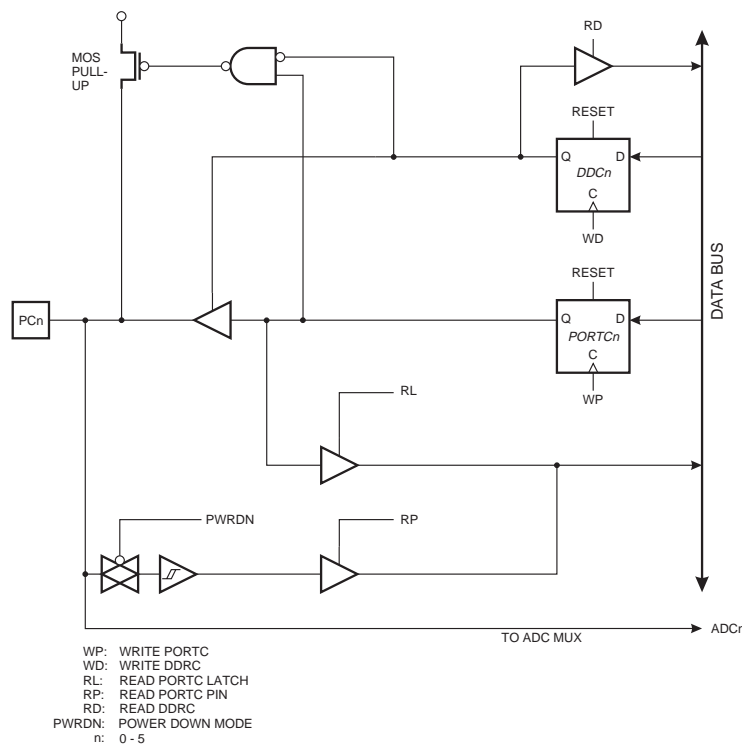 RD
MOS
PULL-
UP
RESET
Q D
DDCn
C
WD
RESET
PCn
Q D
PORTCn
C
WP
DATA BUS
RL
PWRDN
RP
TO ADC MUX
ADCn
WP: WRITE PORTC
WD: WRITE DDRC
RL: READ PORTC LATCH
RP: READ PORTC PIN
RD: READ DDRC
PWRDN: POWER DOWN MODE
n: 0 - 5